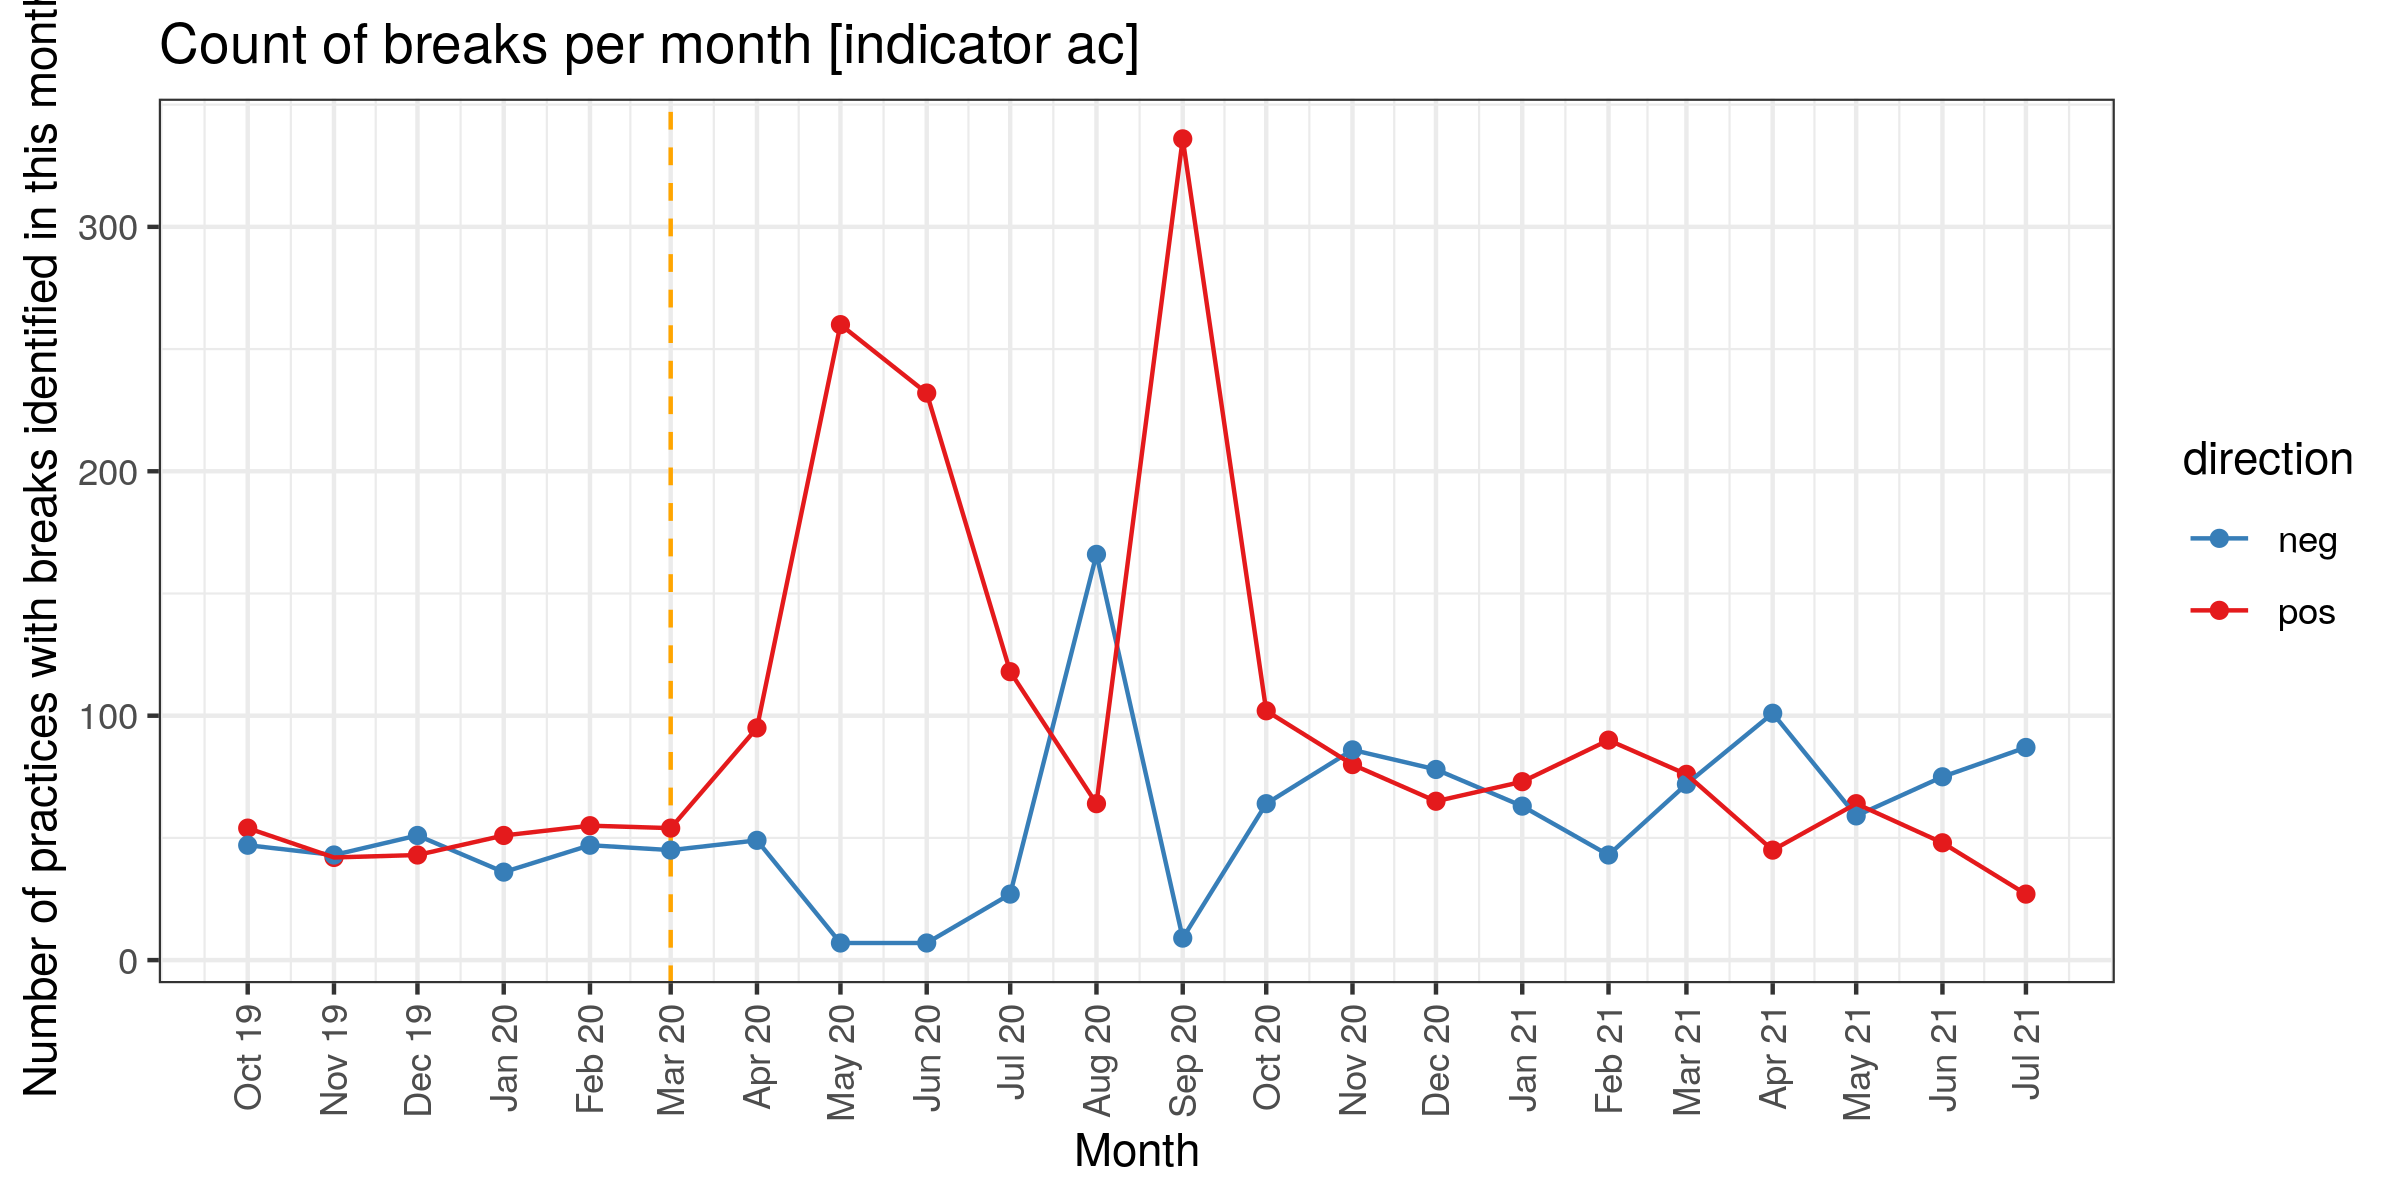 Count of breaks per month [indicator ac]
Number of practices with breaks identified in this month
300
200
100
0
Oct 19
Nov 19
Dec 19
Jan 20
Feb 20
Mar 20
Apr 20
May 20
Jun 20
Jul 20
Aug 20
Sep 20
Oct 20
Nov 20
Dec 20
Jan 21
Feb 21
Mar 21
Apr 21
May 21
Jun 21
Jul 21
Month
direction
neg
pos